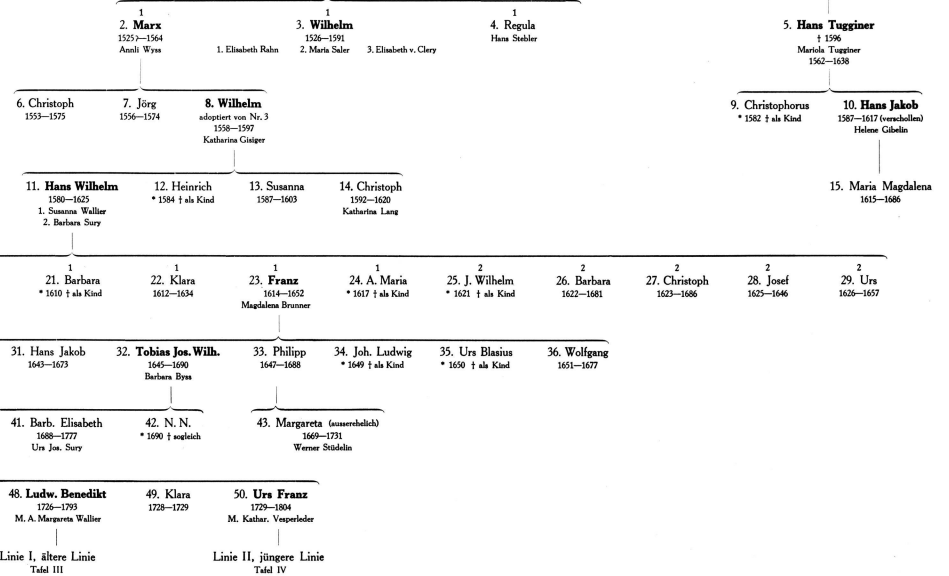 1
2. Marx
1525?—1564
Annli Wyss
1
3. Wilhelm
1526—1591
1. Elisabeth Rahn 2. Maria Saler 3. Elisabeth v. Clery
1
4. Regula
Hans Stebler
5. Hans Tugginer
† 1596
Mariola Tugginer
1562—1638
6. Christoph
1553—1575
7. Jörg
1556—1574
8. Wilhelm
adoptiert von Nr. 3
1558—1597
Katharina Gisiger
9. Christophorus
* 1582 † als Kind
10. Hans Jakob
1587—1617 (verschollen)
Helene Gibelin
11. Hans Wilhelm
1580—1625
1. Susanna Wallier
2. Barbara Sury
12. Heinrich
* 1584 † als Kind
13. Susanna
1587—1603
14. Christoph
1592—1620
Katharina Lang
15. Maria Magdalena
1615—1686
1
21. Barbara
* 1610 † als Kind
1
22. Klara
1612—1634
1
23. Franz
1614—1652
Magdalena Brunner
1
24. A. Maria
* 1617 † als Kind
2
25. J. Wilhelm
* 1621 † als Kind
2
26. Barbara
1622—1681
2
27. Christoph
1623—1686
2
28. Josef
1625—1646
2
29. Urs
1626—1657
31. Hans Jakob
1643—1673
32. Tobias Jos. Wilh.
1645—1690
Barbara Byss
33. Philipp
1647—1688
34. Joh. Ludwig
* 1649 † als Kind
35. Urs Blasius
* 1650 † als Kind
36. Wolfgang
1651—1677
41. Barb. Elisabeth
1688—1777
Urs Jos. Sury
42. N. N.
* 1690 † sogleich
43. Margareta (ausserehelich)
1669—1731
Werner Stüdelin
48. Ludw. Benedikt
1726—1793
M. A. Margareta Wallier
49. Klara
1728—1729
50. Urs Franz
1729—1804
M. Kathar. Vesperleder
Linie I, ältere Linie
Tafel III
Linie II, jüngere Linie
Tafel IV